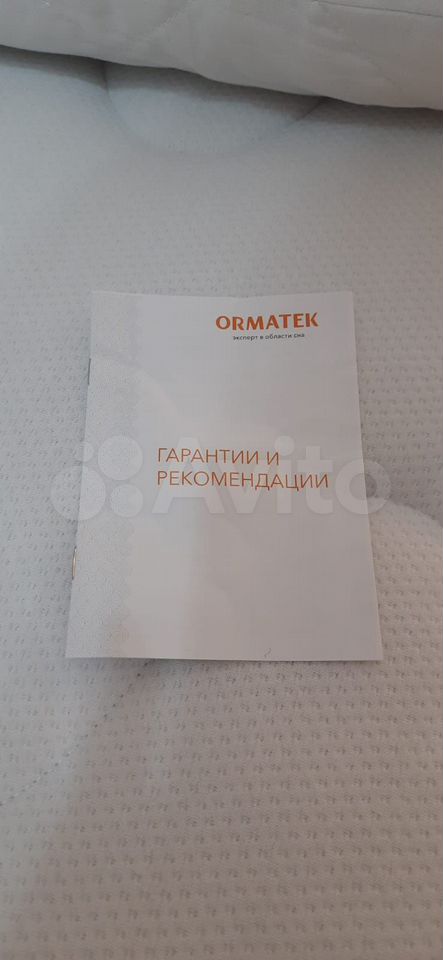 ORMATEK
эксперт в области сна
ГАРАНТИИ И
РЕКОМЕНДАЦИИ
Avito